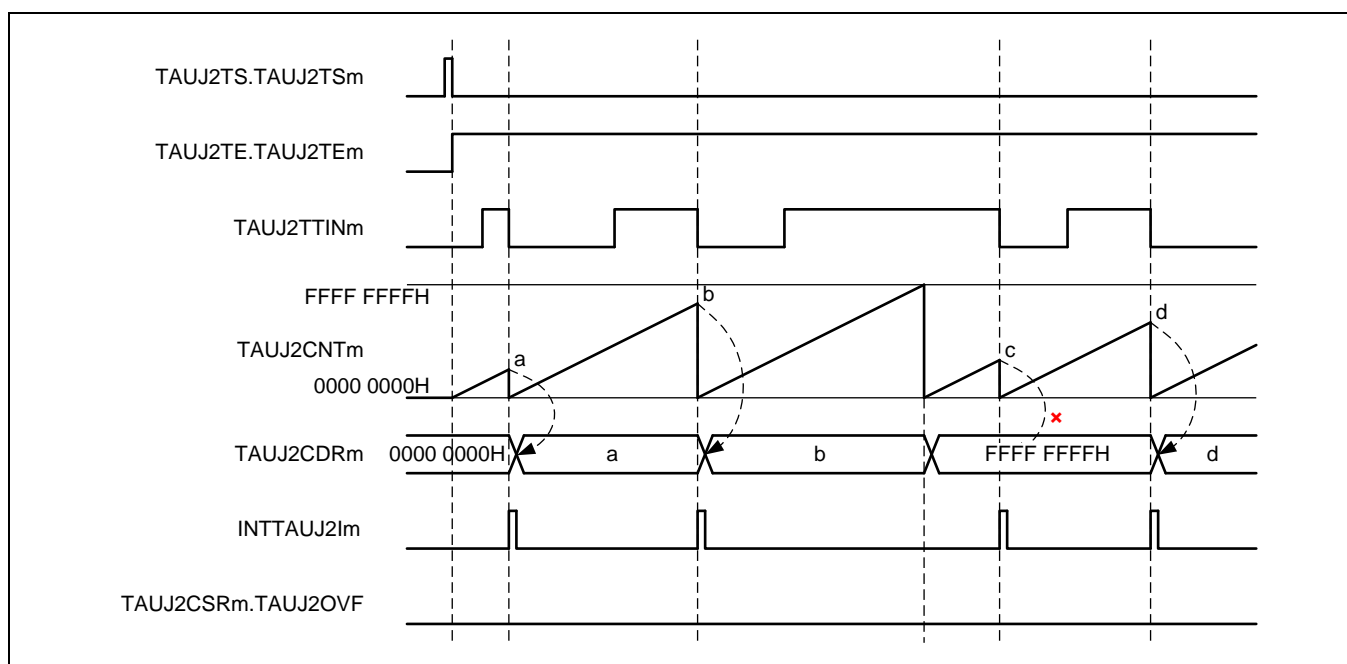 TAUJ2TS.TAUJ2TSm
TAUJ2TE.TAUJ2TEm
TAUJ2TTINm
FFFF FFFFH
b
d
TAUJ2CNTm
a
c
0000 0000H
TAUJ2CDRm 0000 0000H a b FFFF FFFFH d
INTTAUJ2Im
TAUJ2CSRm.TAUJ2OVF